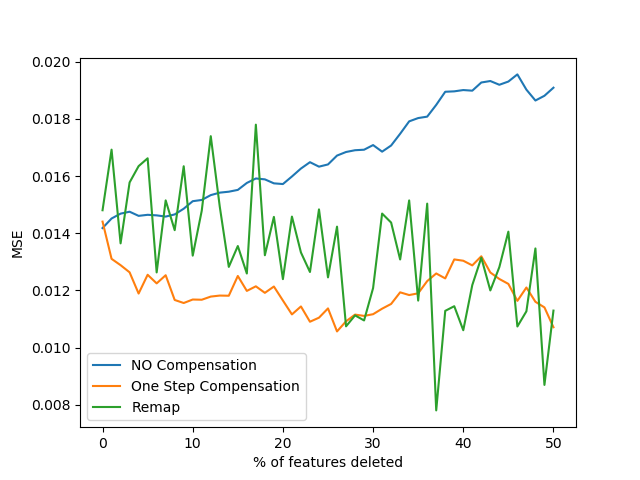 0.020
0.018
0.016
0.014
0.012
0.010
0.008
MSE
NO Compensation
One Step Compensation
Remap
0 10 20 30 40 50
% of features deleted